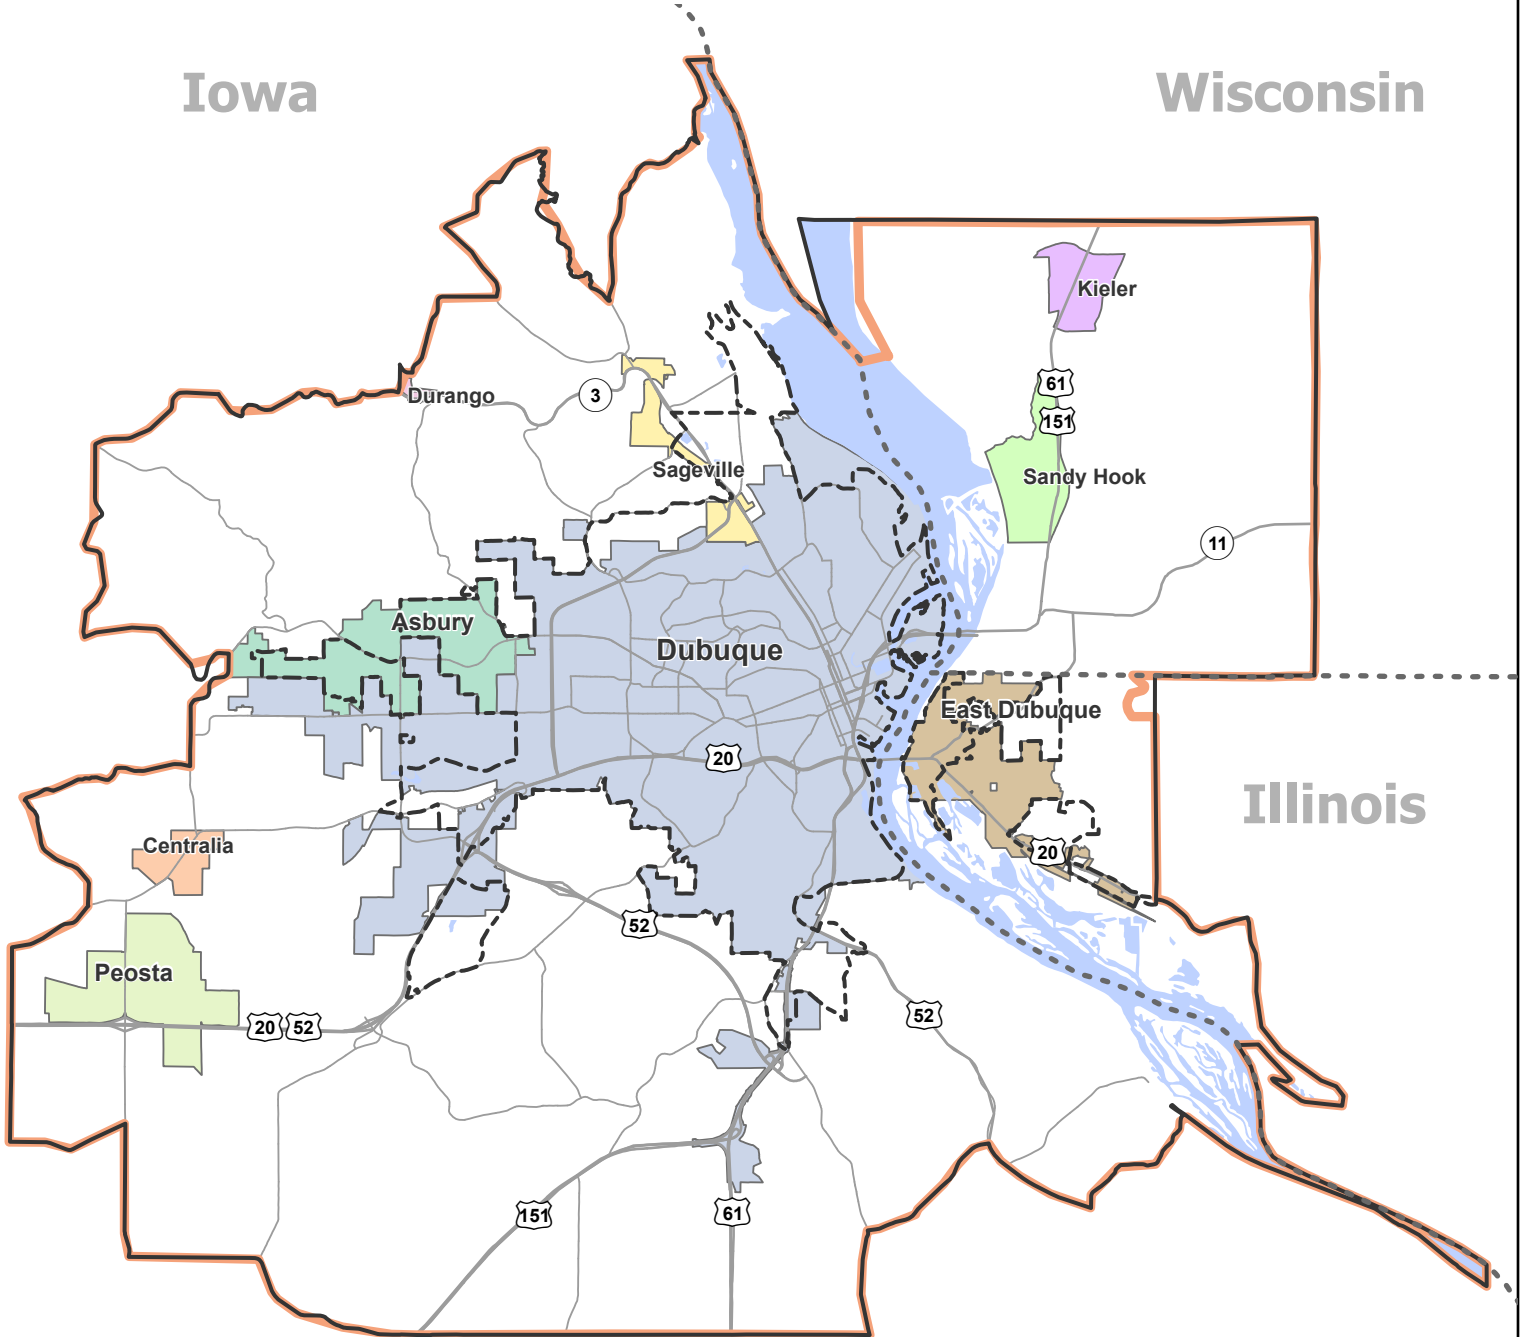 Iowa
Wisconsin
Kieler
61
Durango
3
151
Sageville
Sandy Hook
11
Asbury
Dubuque
East Dubuque
20
Illinois
Centralia
20
52
Peosta
20
52
52
151
61